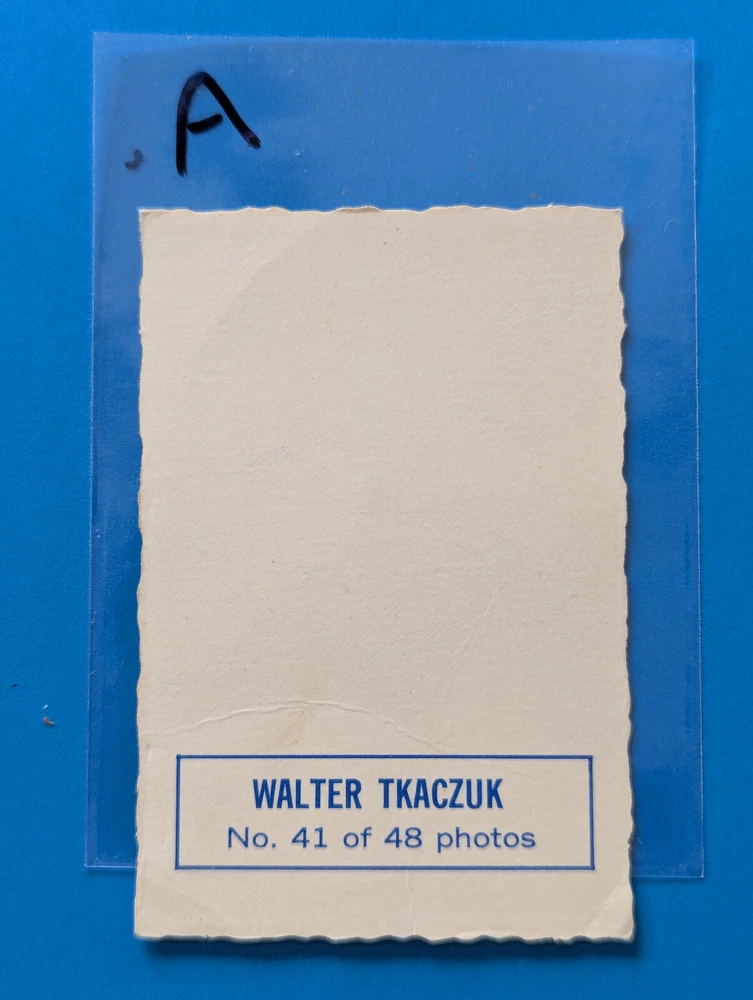 A
WALTER TKACZUK
No. 41 of 48 photos